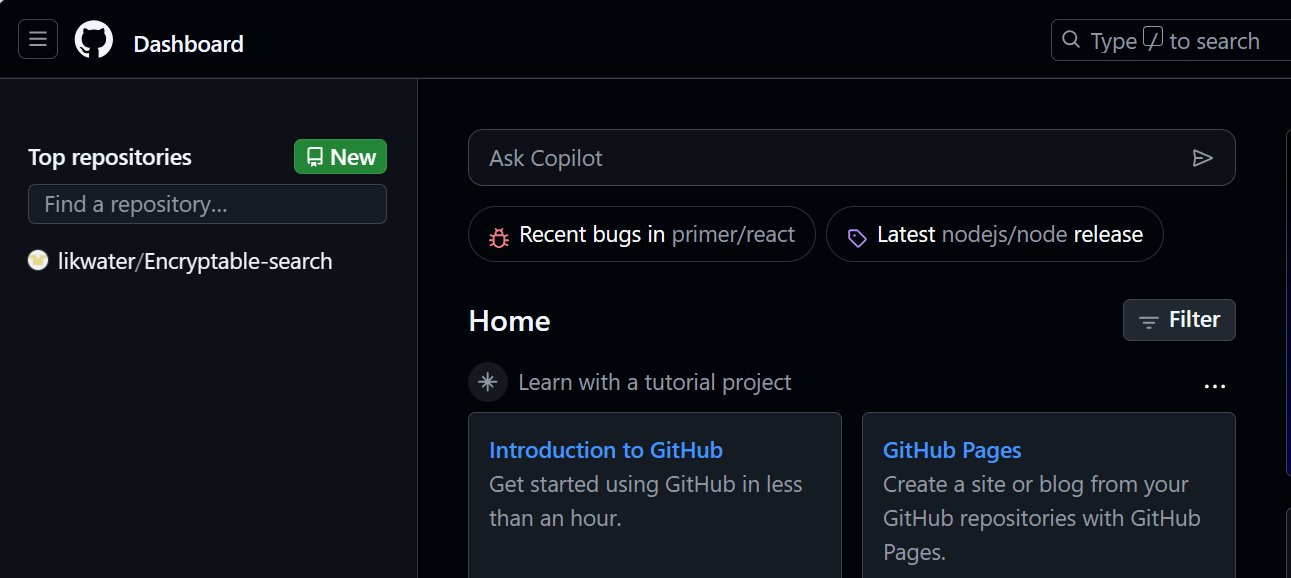 Dashboard
Type / to search
Top repositories
New
Find a repository...
likwater/Encryptable-search
Ask Copilot
Recent bugs in primer/react
Latest nodejs/node release
Home
Filter
Learn with a tutorial project
Introduction to GitHub
Get started using GitHub in less
than an hour.
GitHub Pages
Create a site or blog from your
GitHub repositories with GitHub
Pages.